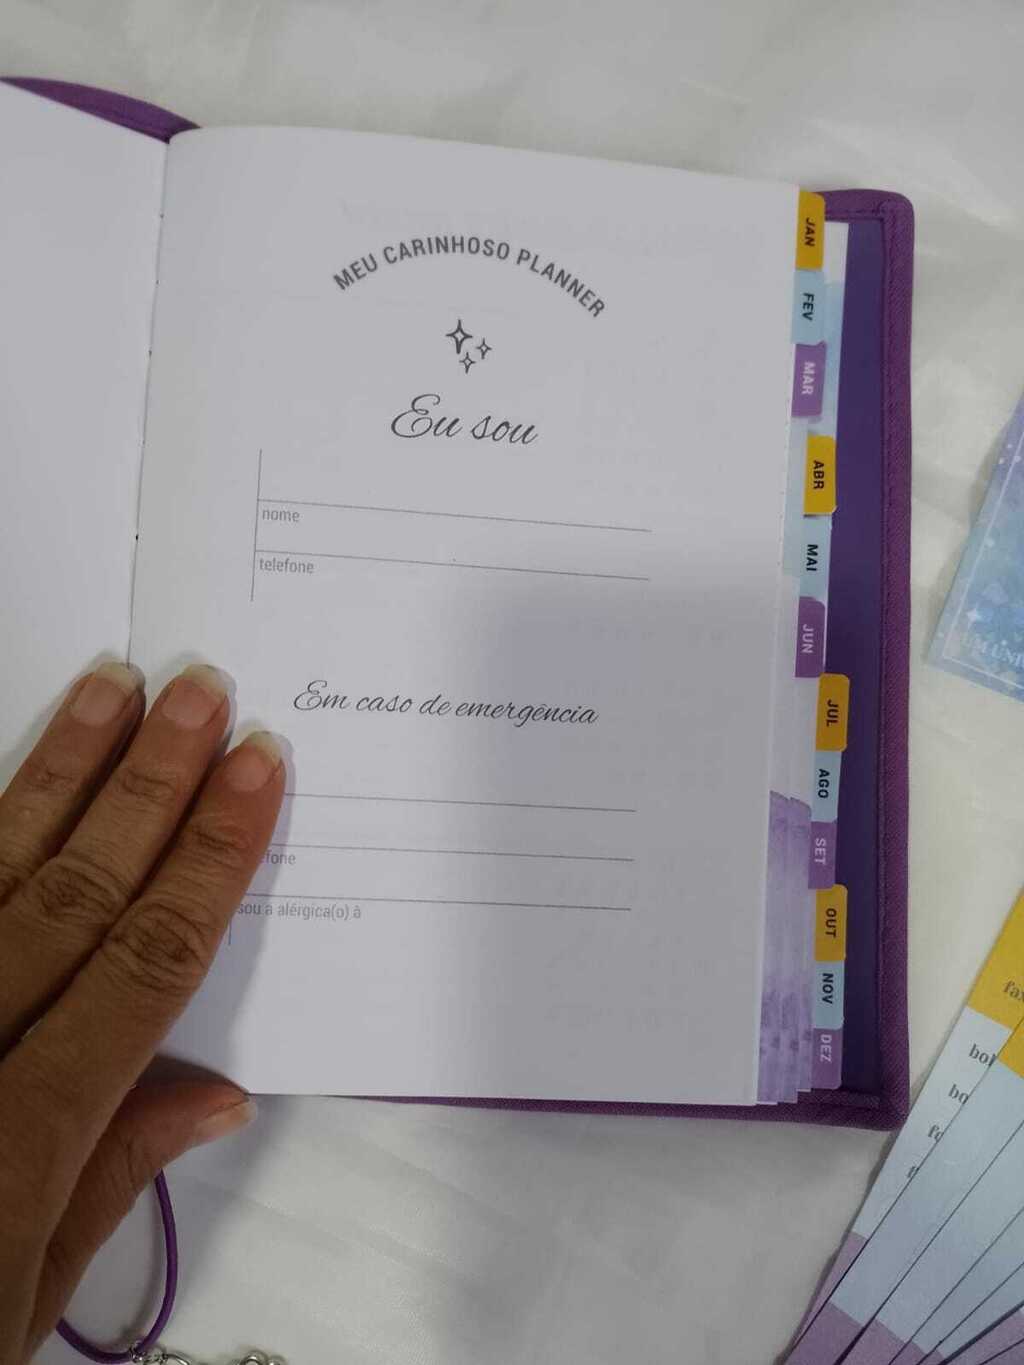 MEU CARINHOSO PLANNER
Eu sou
nome
telefone
Em caso de emergência
fone
sou a alérgica(o) à
JAN
FEV
MAR
ABR
MAI
JUN
JUL
AGO
SET
OUT
NOV
DEZ